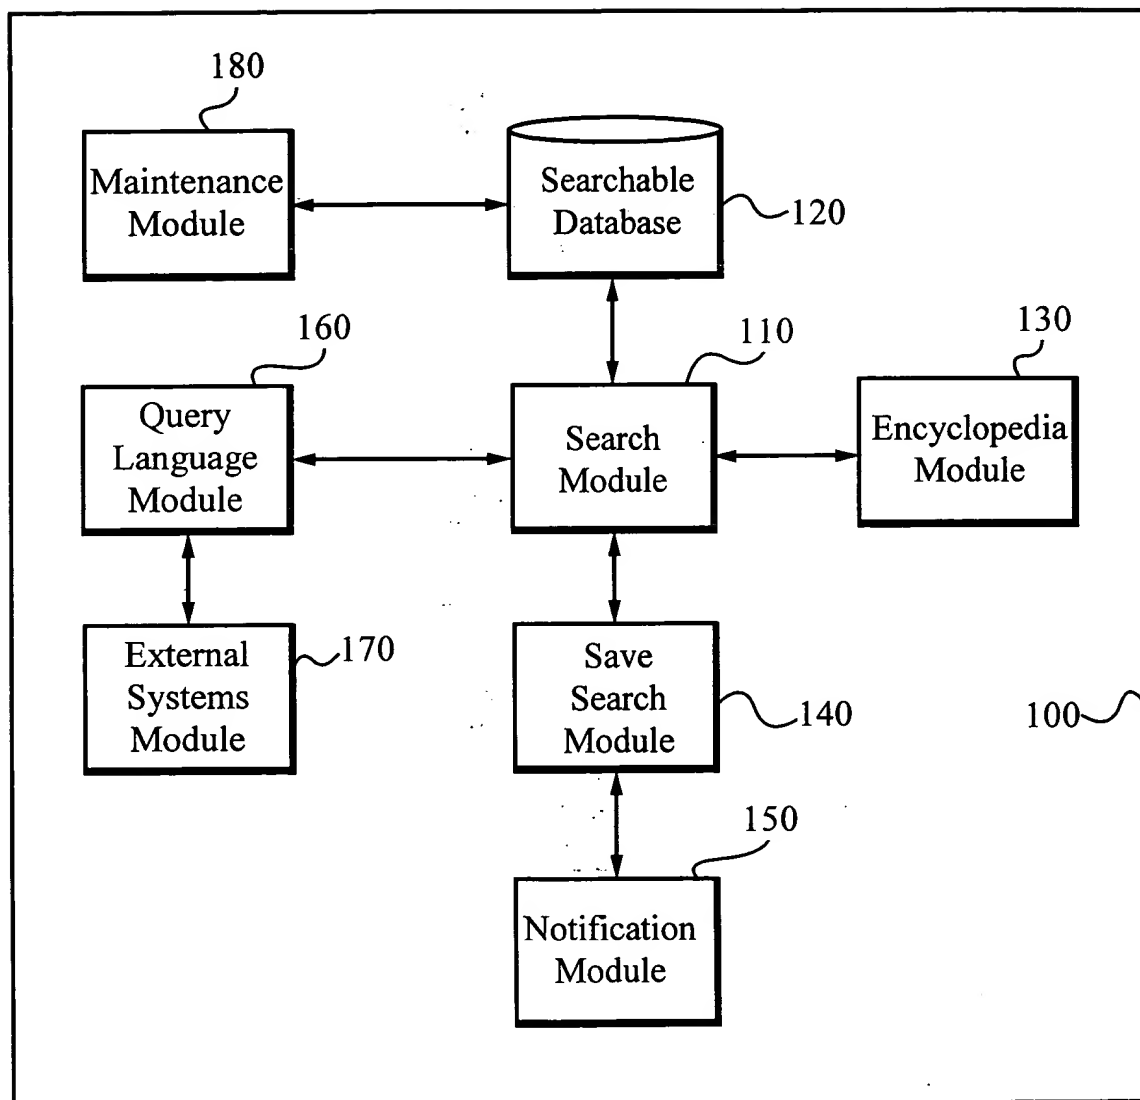 180
Maintenance
Module
Searchable
Database
120
160
110
130
Query
Language
Module
Search
Module
Encyclopedia
Module
External
Systems
Module
170
Save
Search
Module
140
100
150
Notification
Module